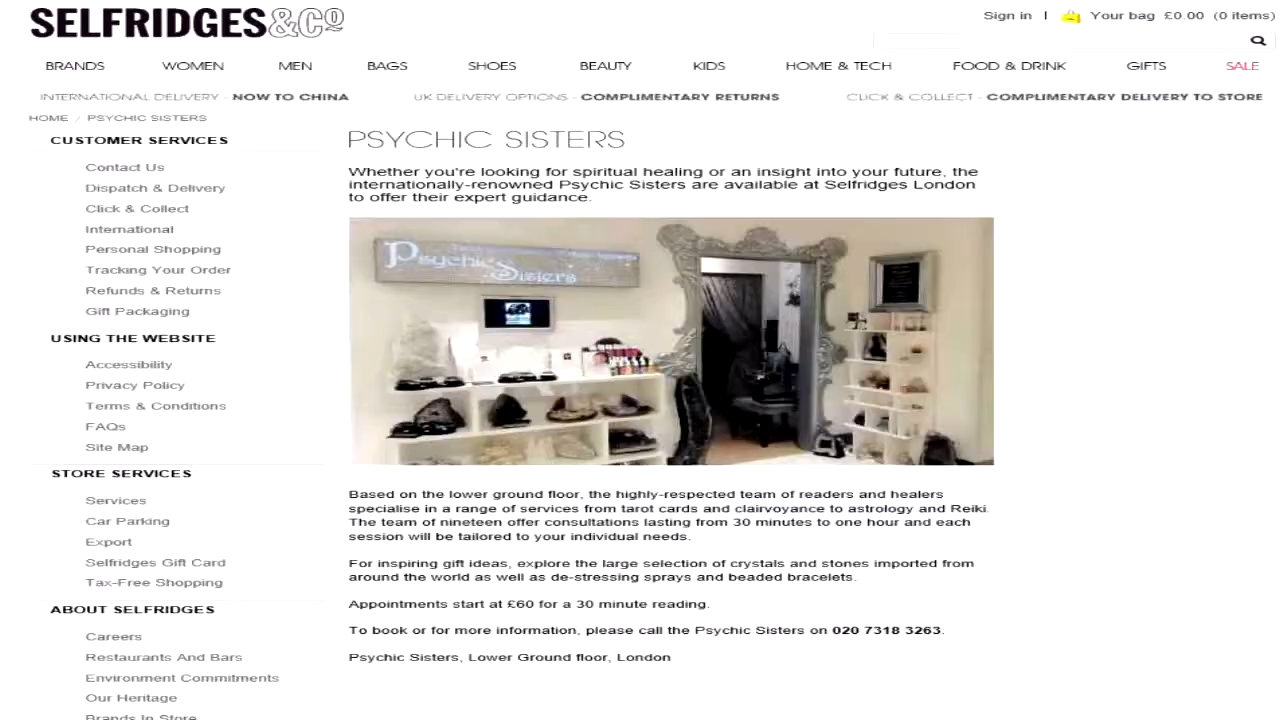 SELFRIDGES&CO
Sign in | Your bag £0.00 (0 items)
BRANDS WOMEN MEN BAGS SHOES BEAUTY KIDS HOME & TECH FOOD & DRINK GIFTS SALE
INTERNATIONAL DELIVERY - NOW TO CHINA UK DELIVERY OPTIONS - COMPLIMENTARY RETURNS CLICK & COLLECT - COMPLIMENTARY DELIVERY TO STORE
HOME / PSYCHIC SISTERS
CUSTOMER SERVICES
Contact Us
Dispatch & Delivery
Click & Collect
International
Personal Shopping
Tracking Your Order
Refunds & Returns
Gift Packaging
USING THE WEBSITE
Accessibility
Privacy Policy
Terms & Conditions
FAQs
Site Map
STORE SERVICES
Services
Car Parking
Export
Selfridges Gift Card
Tax-Free Shopping
ABOUT SELFRIDGES
Careers
Restaurants And Bars
Environment Commitments
Our Heritage
Brands In Store
PSYCHIC SISTERS
Whether you're looking for spiritual healing or an insight into your future, the
internationally-renowned Psychic Sisters are available at Selfridges London
to offer their expert guidance.
Psychic Sisters
Based on the lower ground floor, the highly-respected team of readers and healers
specialise in a range of services from tarot cards and clairvoyance to astrology and Reiki.
The team of nineteen offer consultations lasting from 30 minutes to one hour and each
session will be tailored to your individual needs.
For inspiring gift ideas, explore the large selection of crystals and stones imported from
around the world as well as de-stressing sprays and beaded bracelets.
Appointments start at £60 for a 30 minute reading.
To book or for more information, please call the Psychic Sisters on 020 7318 3263.
Psychic Sisters, Lower Ground floor, London